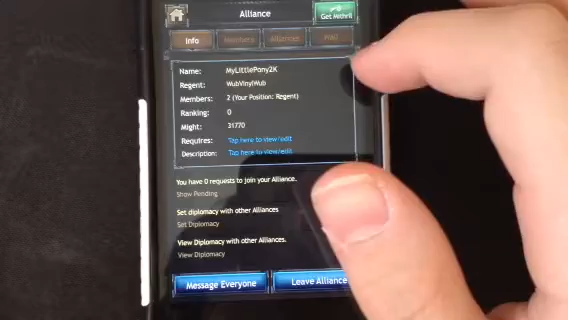 Alliance
Get Mithril
Info
Members
Alliances
Name: MyLittlePony2K
Regent: WubVinylWub
Members: 2 (Your Position: Regent)
Ranking: 0
Might: 31770
Requires: Tap here to view/edit
Description: Tap here to view/edit
You have 0 requests to join your Alliance.
Show Pending
Set diplomacy with other Alliances
Set Diplomacy
View Diplomacy with other Alliances.
View Diplomacy
Message Everyone
Leave Alliance